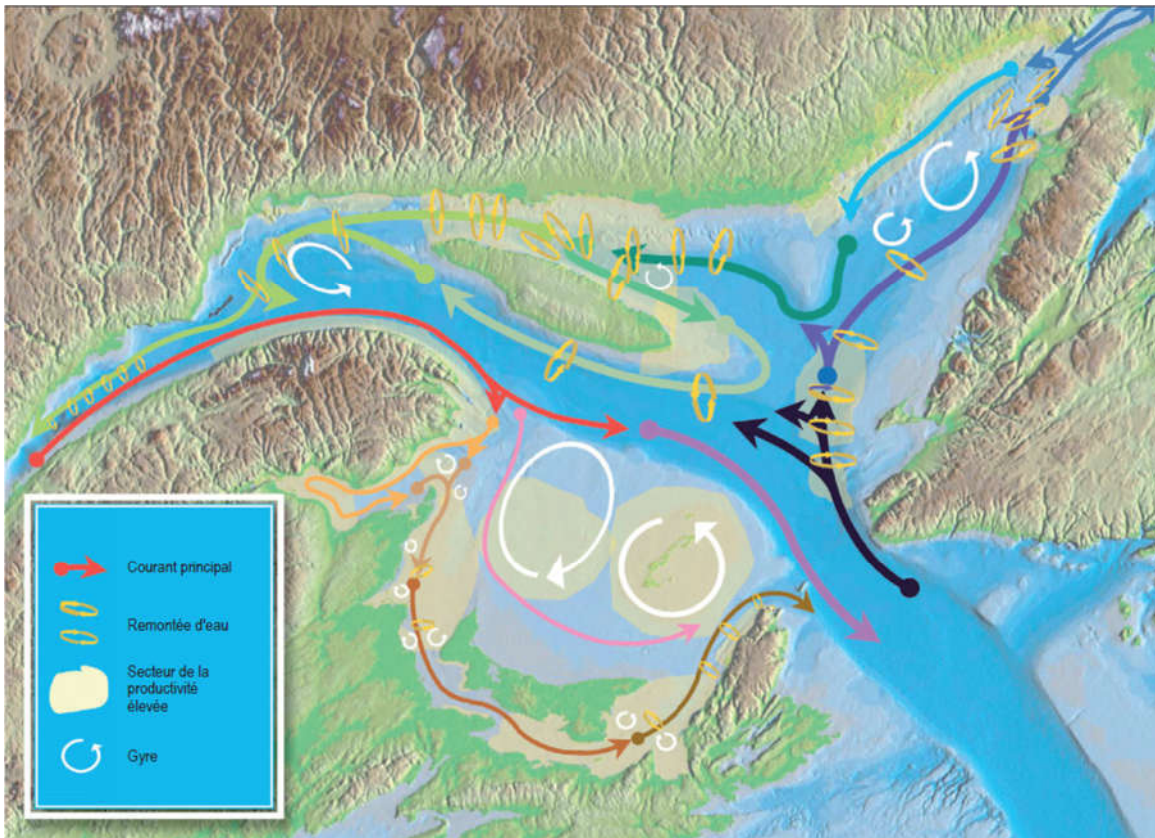 Courant principal
Remontée d'eau
Secteur de la
productivité
élevée
Gyre